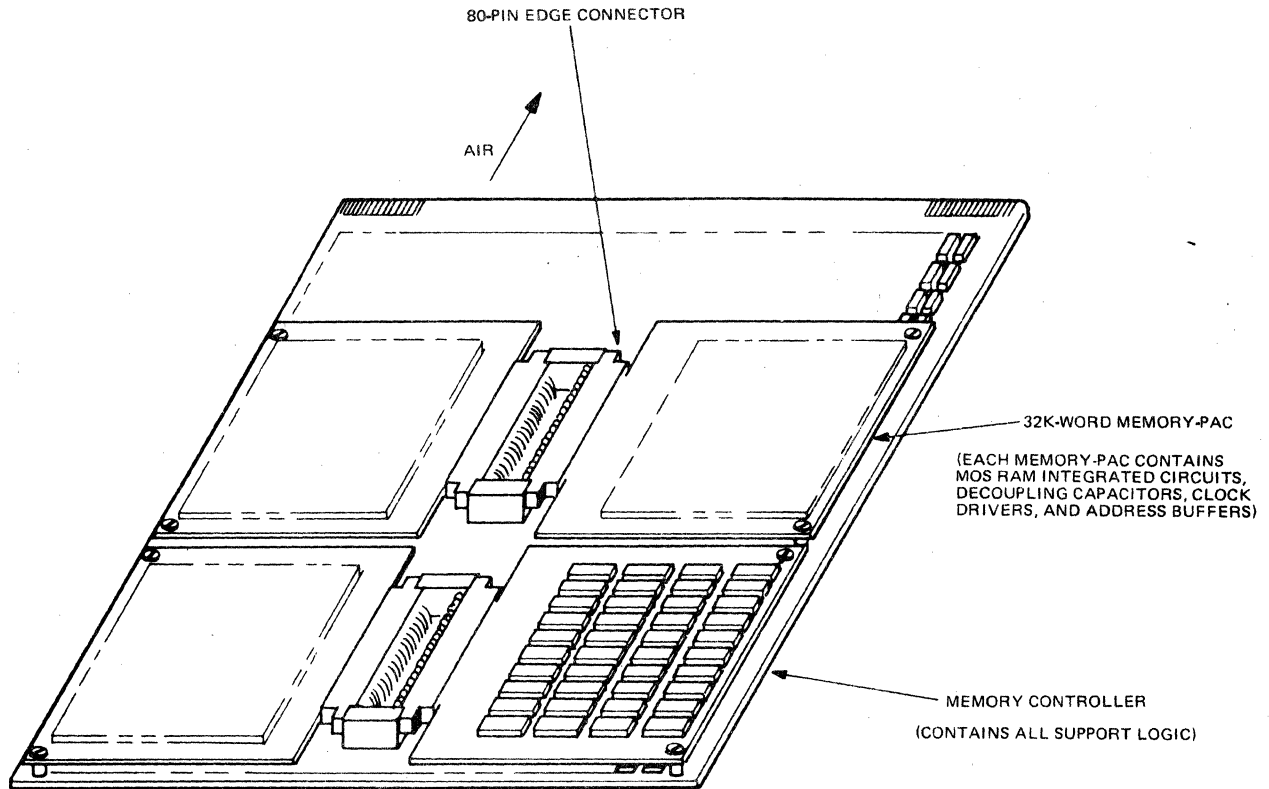 80-PIN EDGE CONNECTOR
AIR
32K-WORD MEMORY-PAC
(EACH MEMORY-PAC CONTAINS
MOS RAM INTEGRATED CIRCUITS,
DECOUPLING CAPACITORS, CLOCK
DRIVERS, AND ADDRESS BUFFERS)
MEMORY CONTROLLER
(CONTAINS ALL SUPPORT LOGIC)